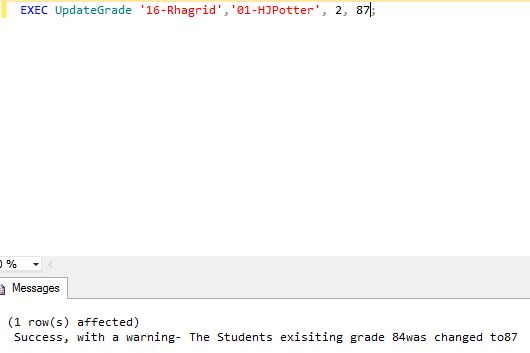 EXEC UpdateGrade '16-Rhagrid','01-HJPotter', 2, 87;
0 %
Messages
(1 row(s) affected)
Success, with a warning- The Students exisiting grade 84was changed to87